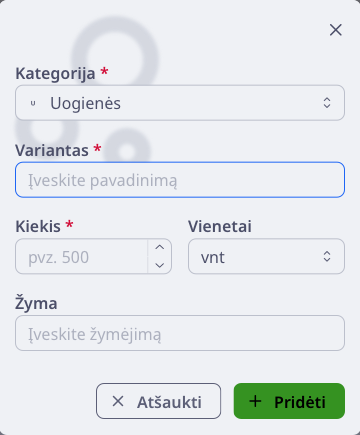 Kategorija *
u Uogienės
Variantas *
Įveskite pavadinimą
Kiekis * Vienetai
pvz. 500 vnt
Žyma
Įveskite žymėjimą
Atšaukti Pridėti